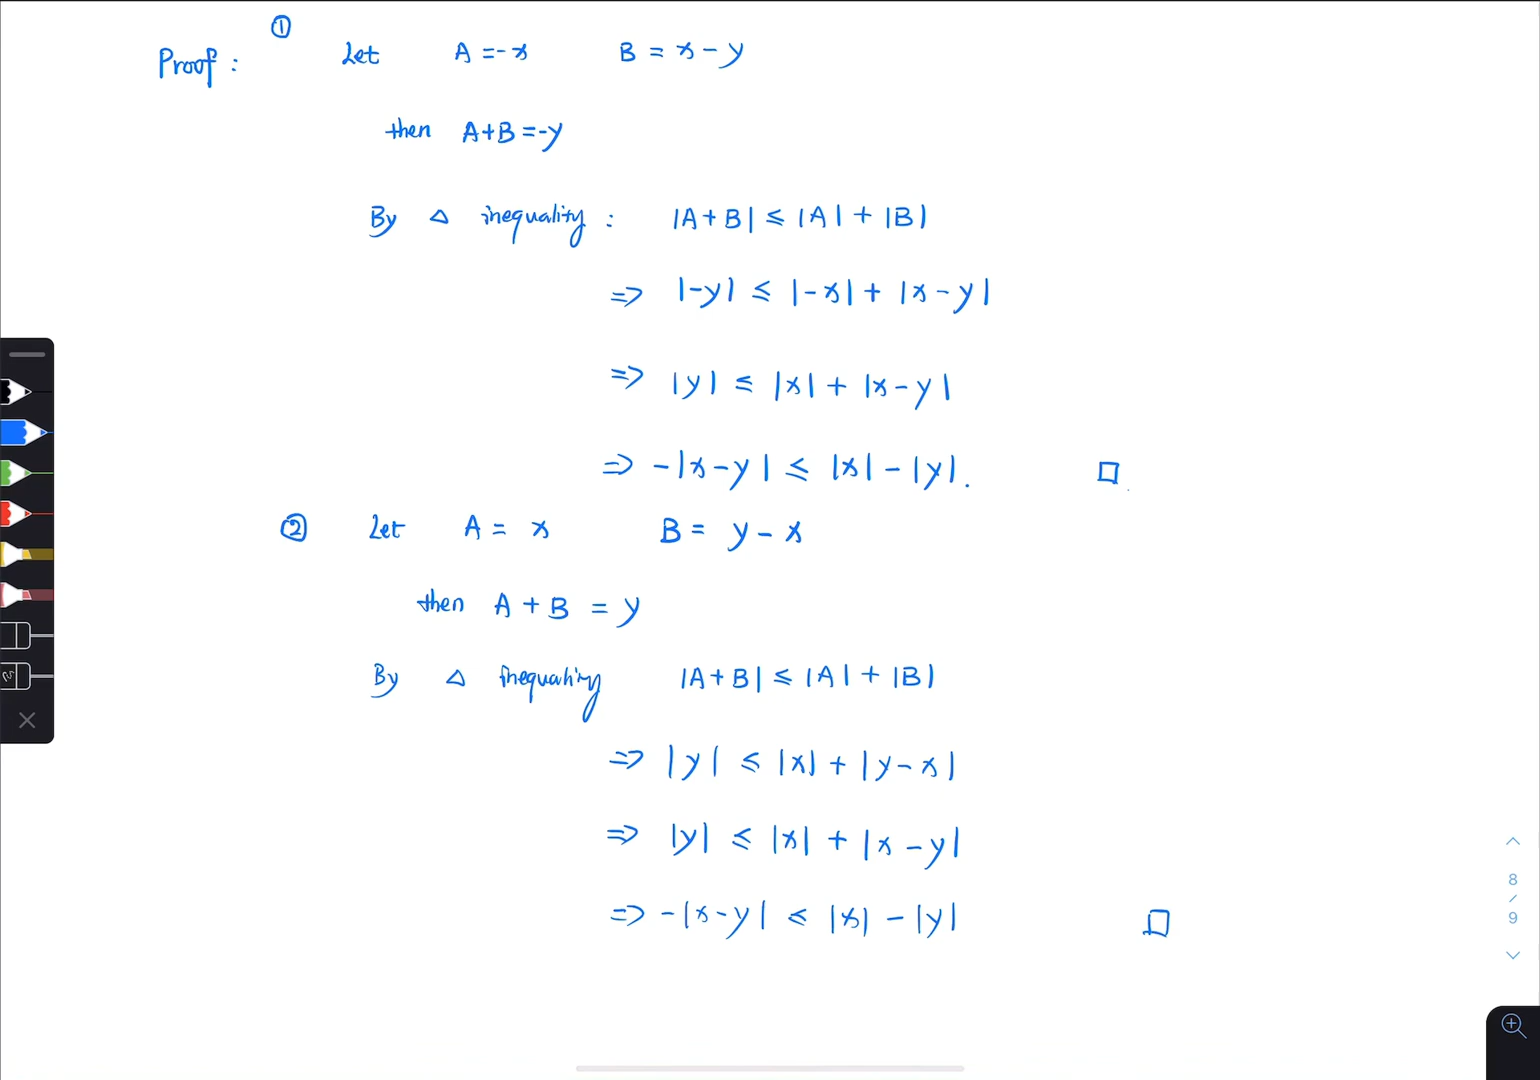 ①
Proof : Let A = -x B = x - y
then A+B = -y
By △ inequality : |A+B| ≤ |A| + |B|
⇒ |-y| ≤ |-x| + |x-y|
⇒ |y| ≤ |x| + |x-y|
⇒ -|x-y| ≤ |x| - |y|. □
② Let A = x B = y - x
then A + B = y
By △ inequality |A+B| ≤ |A| + |B|
⇒ |y| ≤ |x| + |y-x|
⇒ |y| ≤ |x| + |x-y|
⇒ -|x-y| ≤ |x| - |y| □
8
/
9